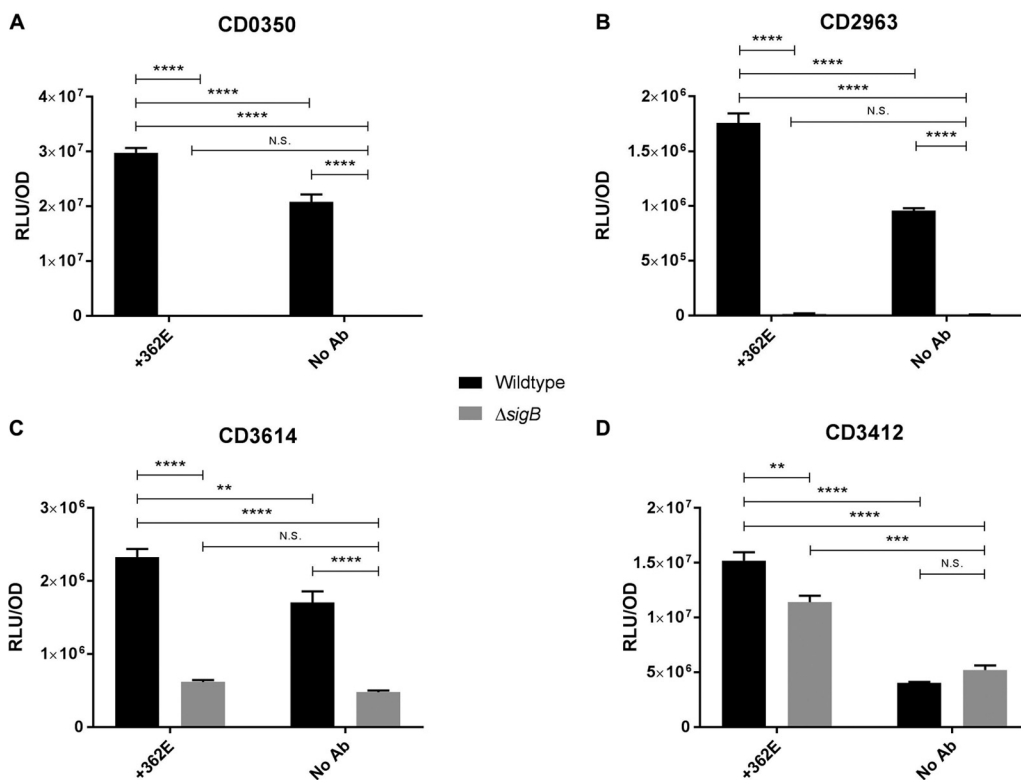 A
CD0350
****
****
****
N.S.
****
4×10⁷
3×10⁷
2×10⁷
1×10⁷
0
RLU/OD
+362E
No Ab
B
CD2963
****
****
****
N.S.
****
2×10⁶
1.5×10⁶
1×10⁶
5×10⁵
0
RLU/OD
+362E
No Ab
Wildtype
ΔsigB
C
CD3614
****
**
****
N.S.
****
3×10⁶
2×10⁶
1×10⁶
0
RLU/OD
+362E
No Ab
D
CD3412
**
****
****
***
N.S.
2×10⁷
1.5×10⁷
1×10⁷
5×10⁶
0
RLU/OD
+362E
No Ab